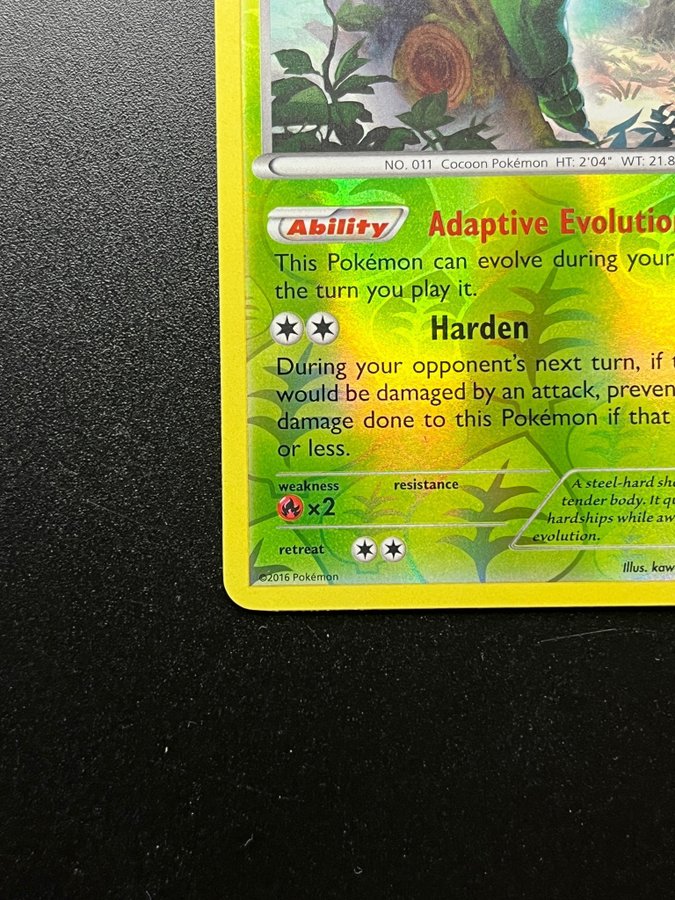 NO. 011 Cocoon Pokémon HT: 2'04" WT: 21.8
Ability Adaptive Evolution
This Pokémon can evolve during your
the turn you play it.
Harden
During your opponent's next turn, if
would be damaged by an attack, preven
damage done to this Pokémon if that
or less.
weakness resistance
×2
A steel-hard she
tender body. It qu
hardships while aw
evolution.
retreat
Illus. kaw
©2016 Pokémon